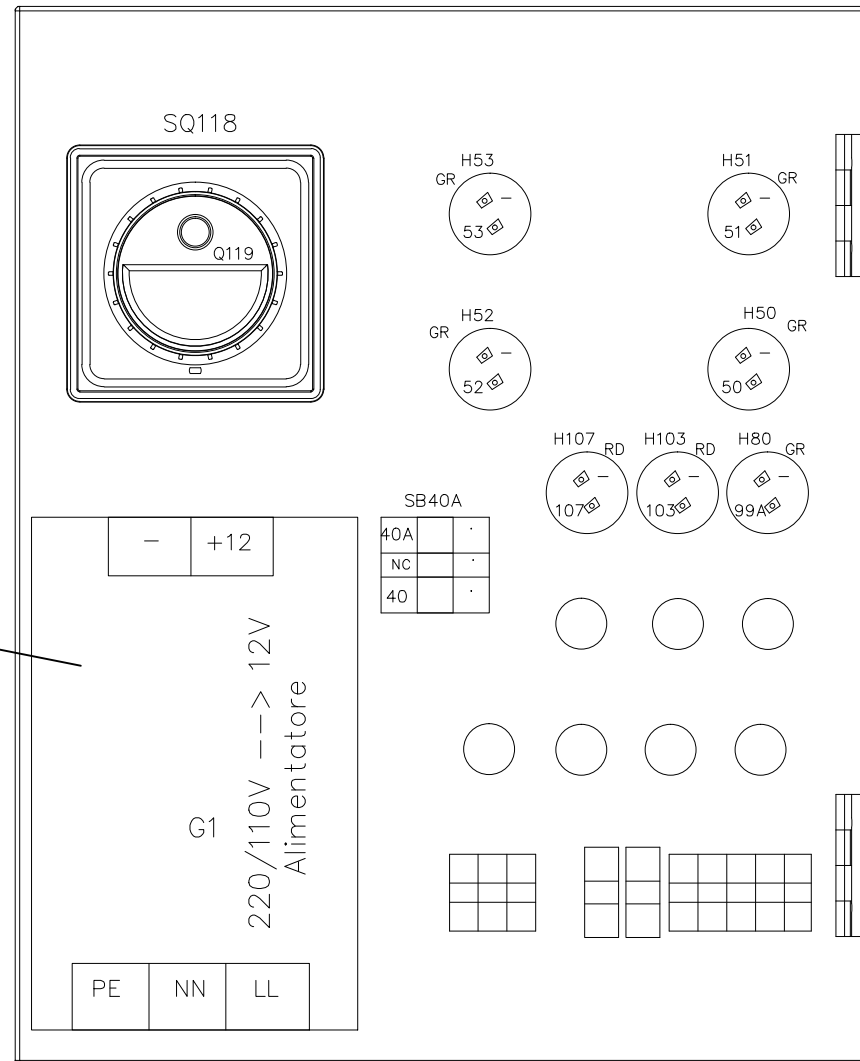 SQ118
Q119
H53
GR
–
53
H51
GR
–
51
H52
GR
–
52
H50
GR
–
50
H107
RD
–
107
H103
RD
–
103
H80
GR
–
99A
SB40A
40A
NC
40
– +12
220/110V ––> 12V
Alimentatore
G1
PE NN LL